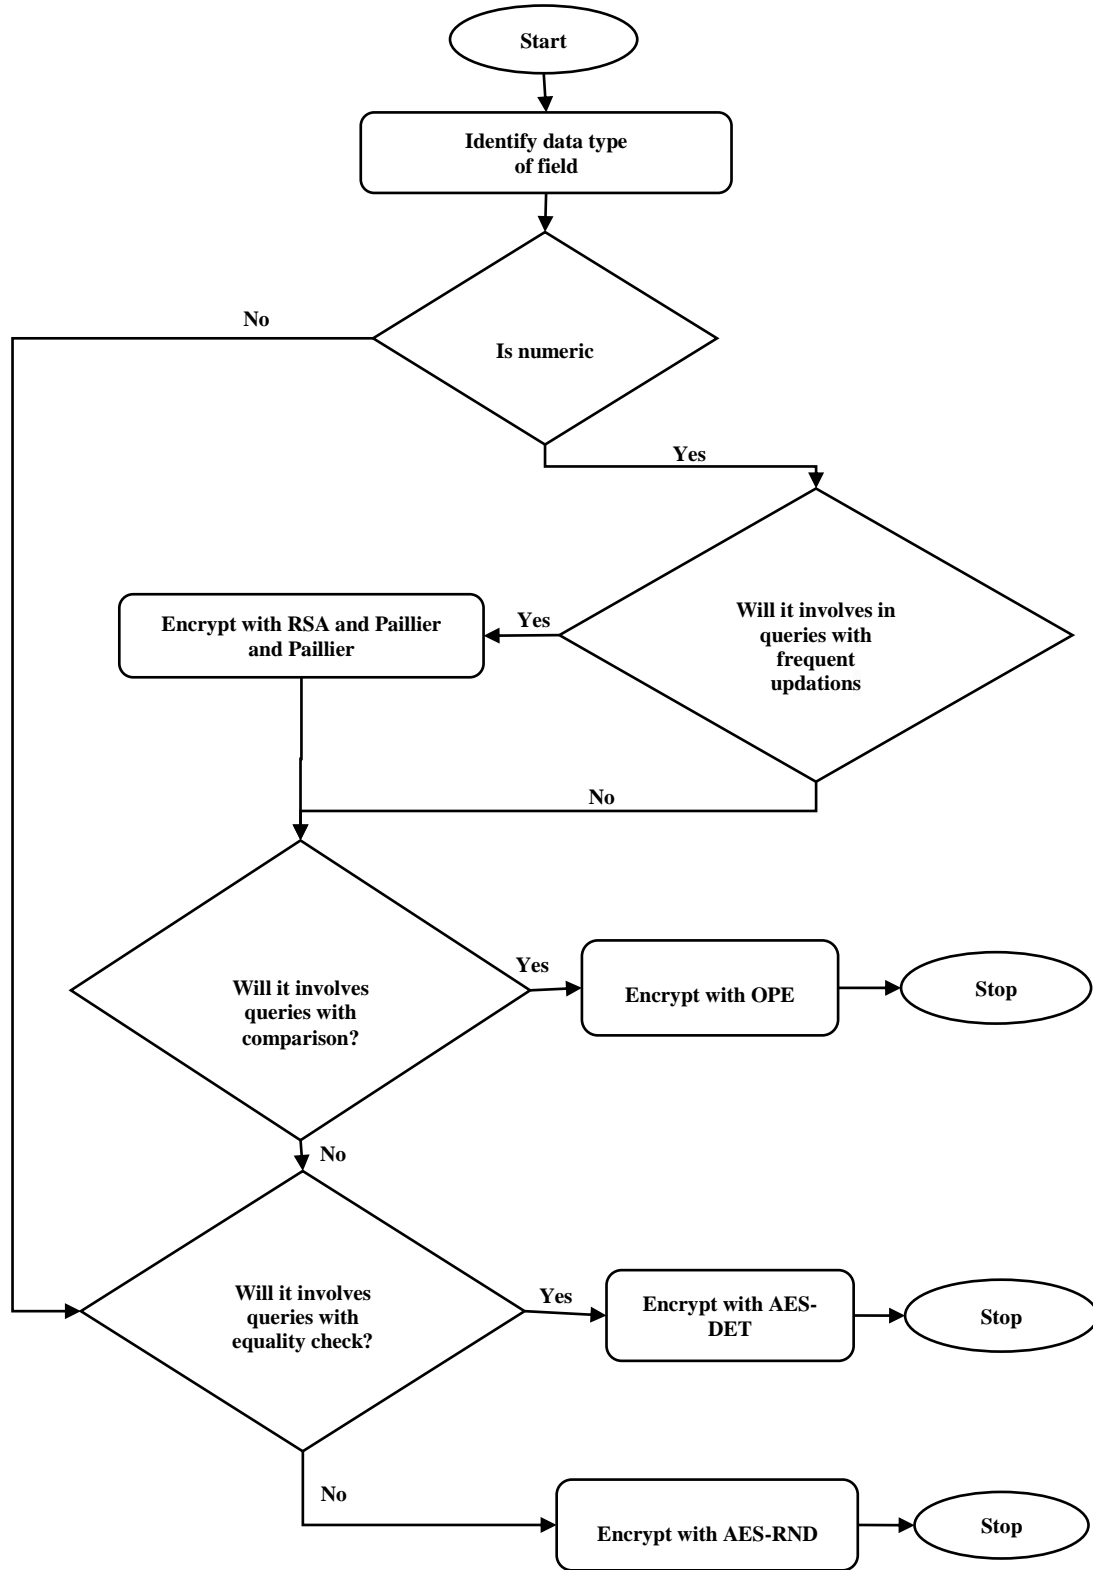 Start
Identify data type
of field
No
Is numeric
Yes
Will it involves in
queries with
frequent
updations
Yes
Encrypt with RSA and Paillier
and Paillier
No
Will it involves
queries with
comparison?
Yes
Encrypt with OPE
Stop
No
Will it involves
queries with
equality check?
Yes
Encrypt with AES-
DET
Stop
No
Encrypt with AES-RND
Stop